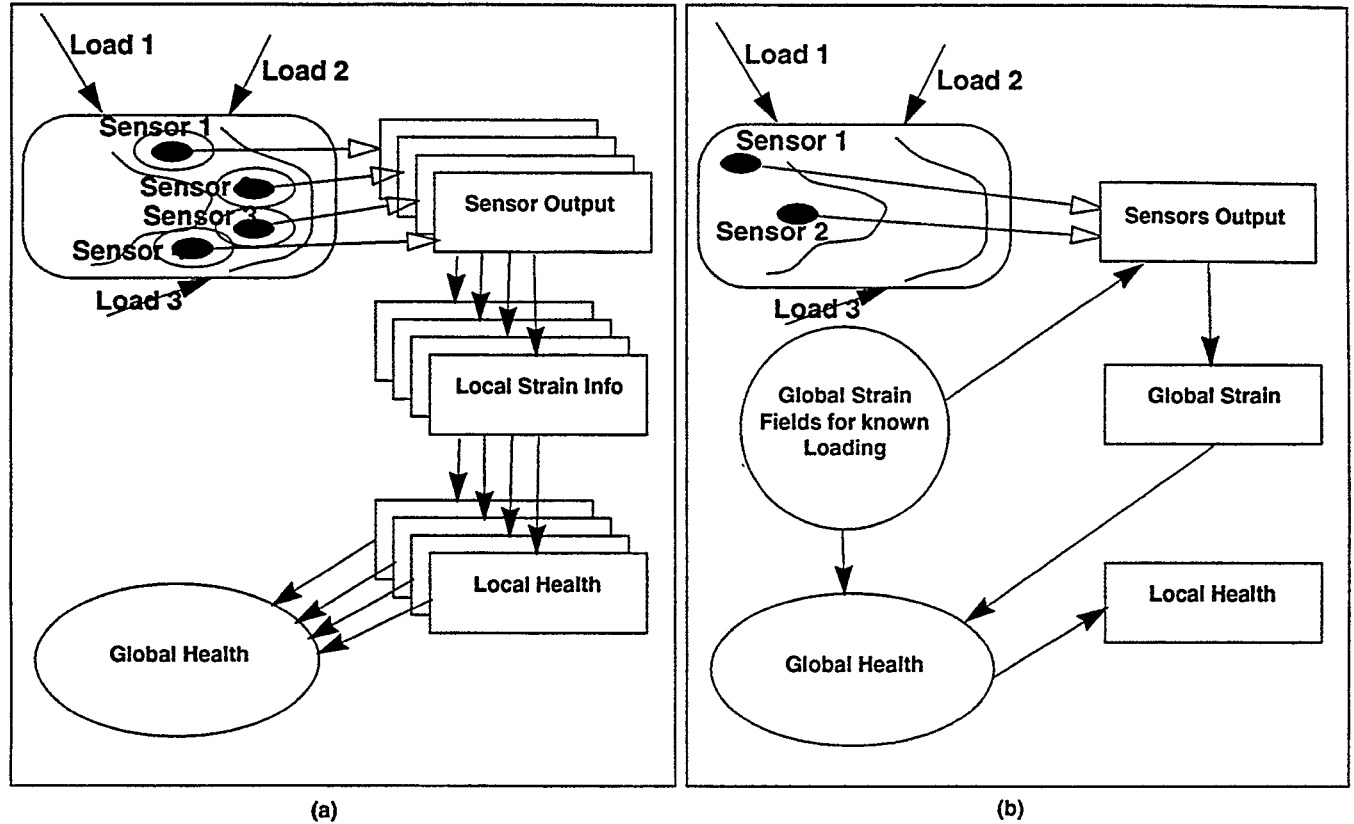 Load 1
Load 2
Sensor 1
Sensor
Sensor 3
Sensor
Load 3
Sensor Output
Local Strain Info
Local Health
Global Health
(a)
Load 1
Load 2
Sensor 1
Sensor 2
Load 3
Sensors Output
Global Strain
Fields for known
Loading
Global Strain
Local Health
Global Health
(b)